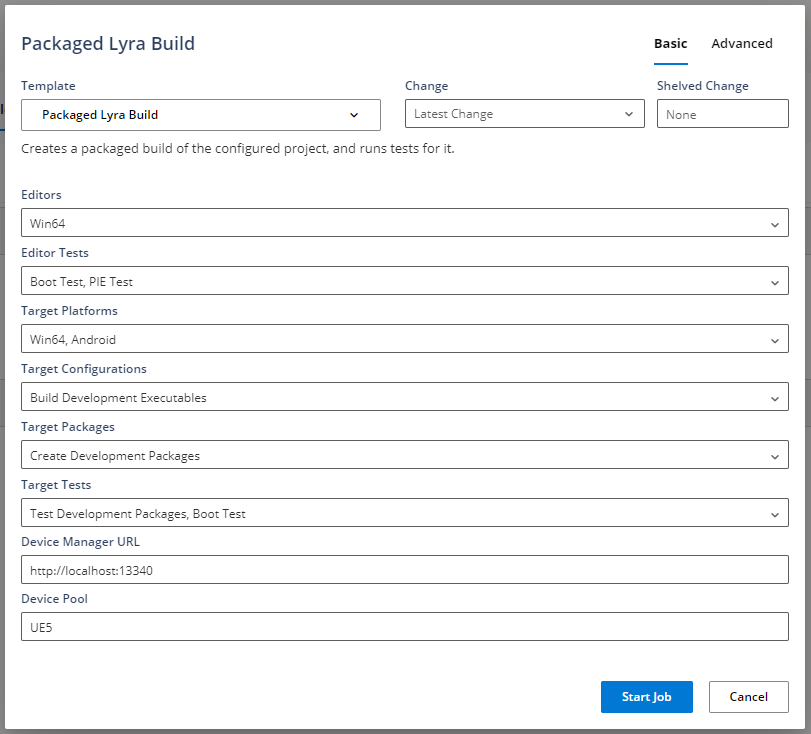 Packaged Lyra Build
Basic Advanced
Template Change Shelved Change
Packaged Lyra Build Latest Change None
Creates a packaged build of the configured project, and runs tests for it.
Editors
Win64
Editor Tests
Boot Test, PIE Test
Target Platforms
Win64, Android
Target Configurations
Build Development Executables
Target Packages
Create Development Packages
Target Tests
Test Development Packages, Boot Test
Device Manager URL
http://localhost:13340
Device Pool
UE5
Start Job Cancel